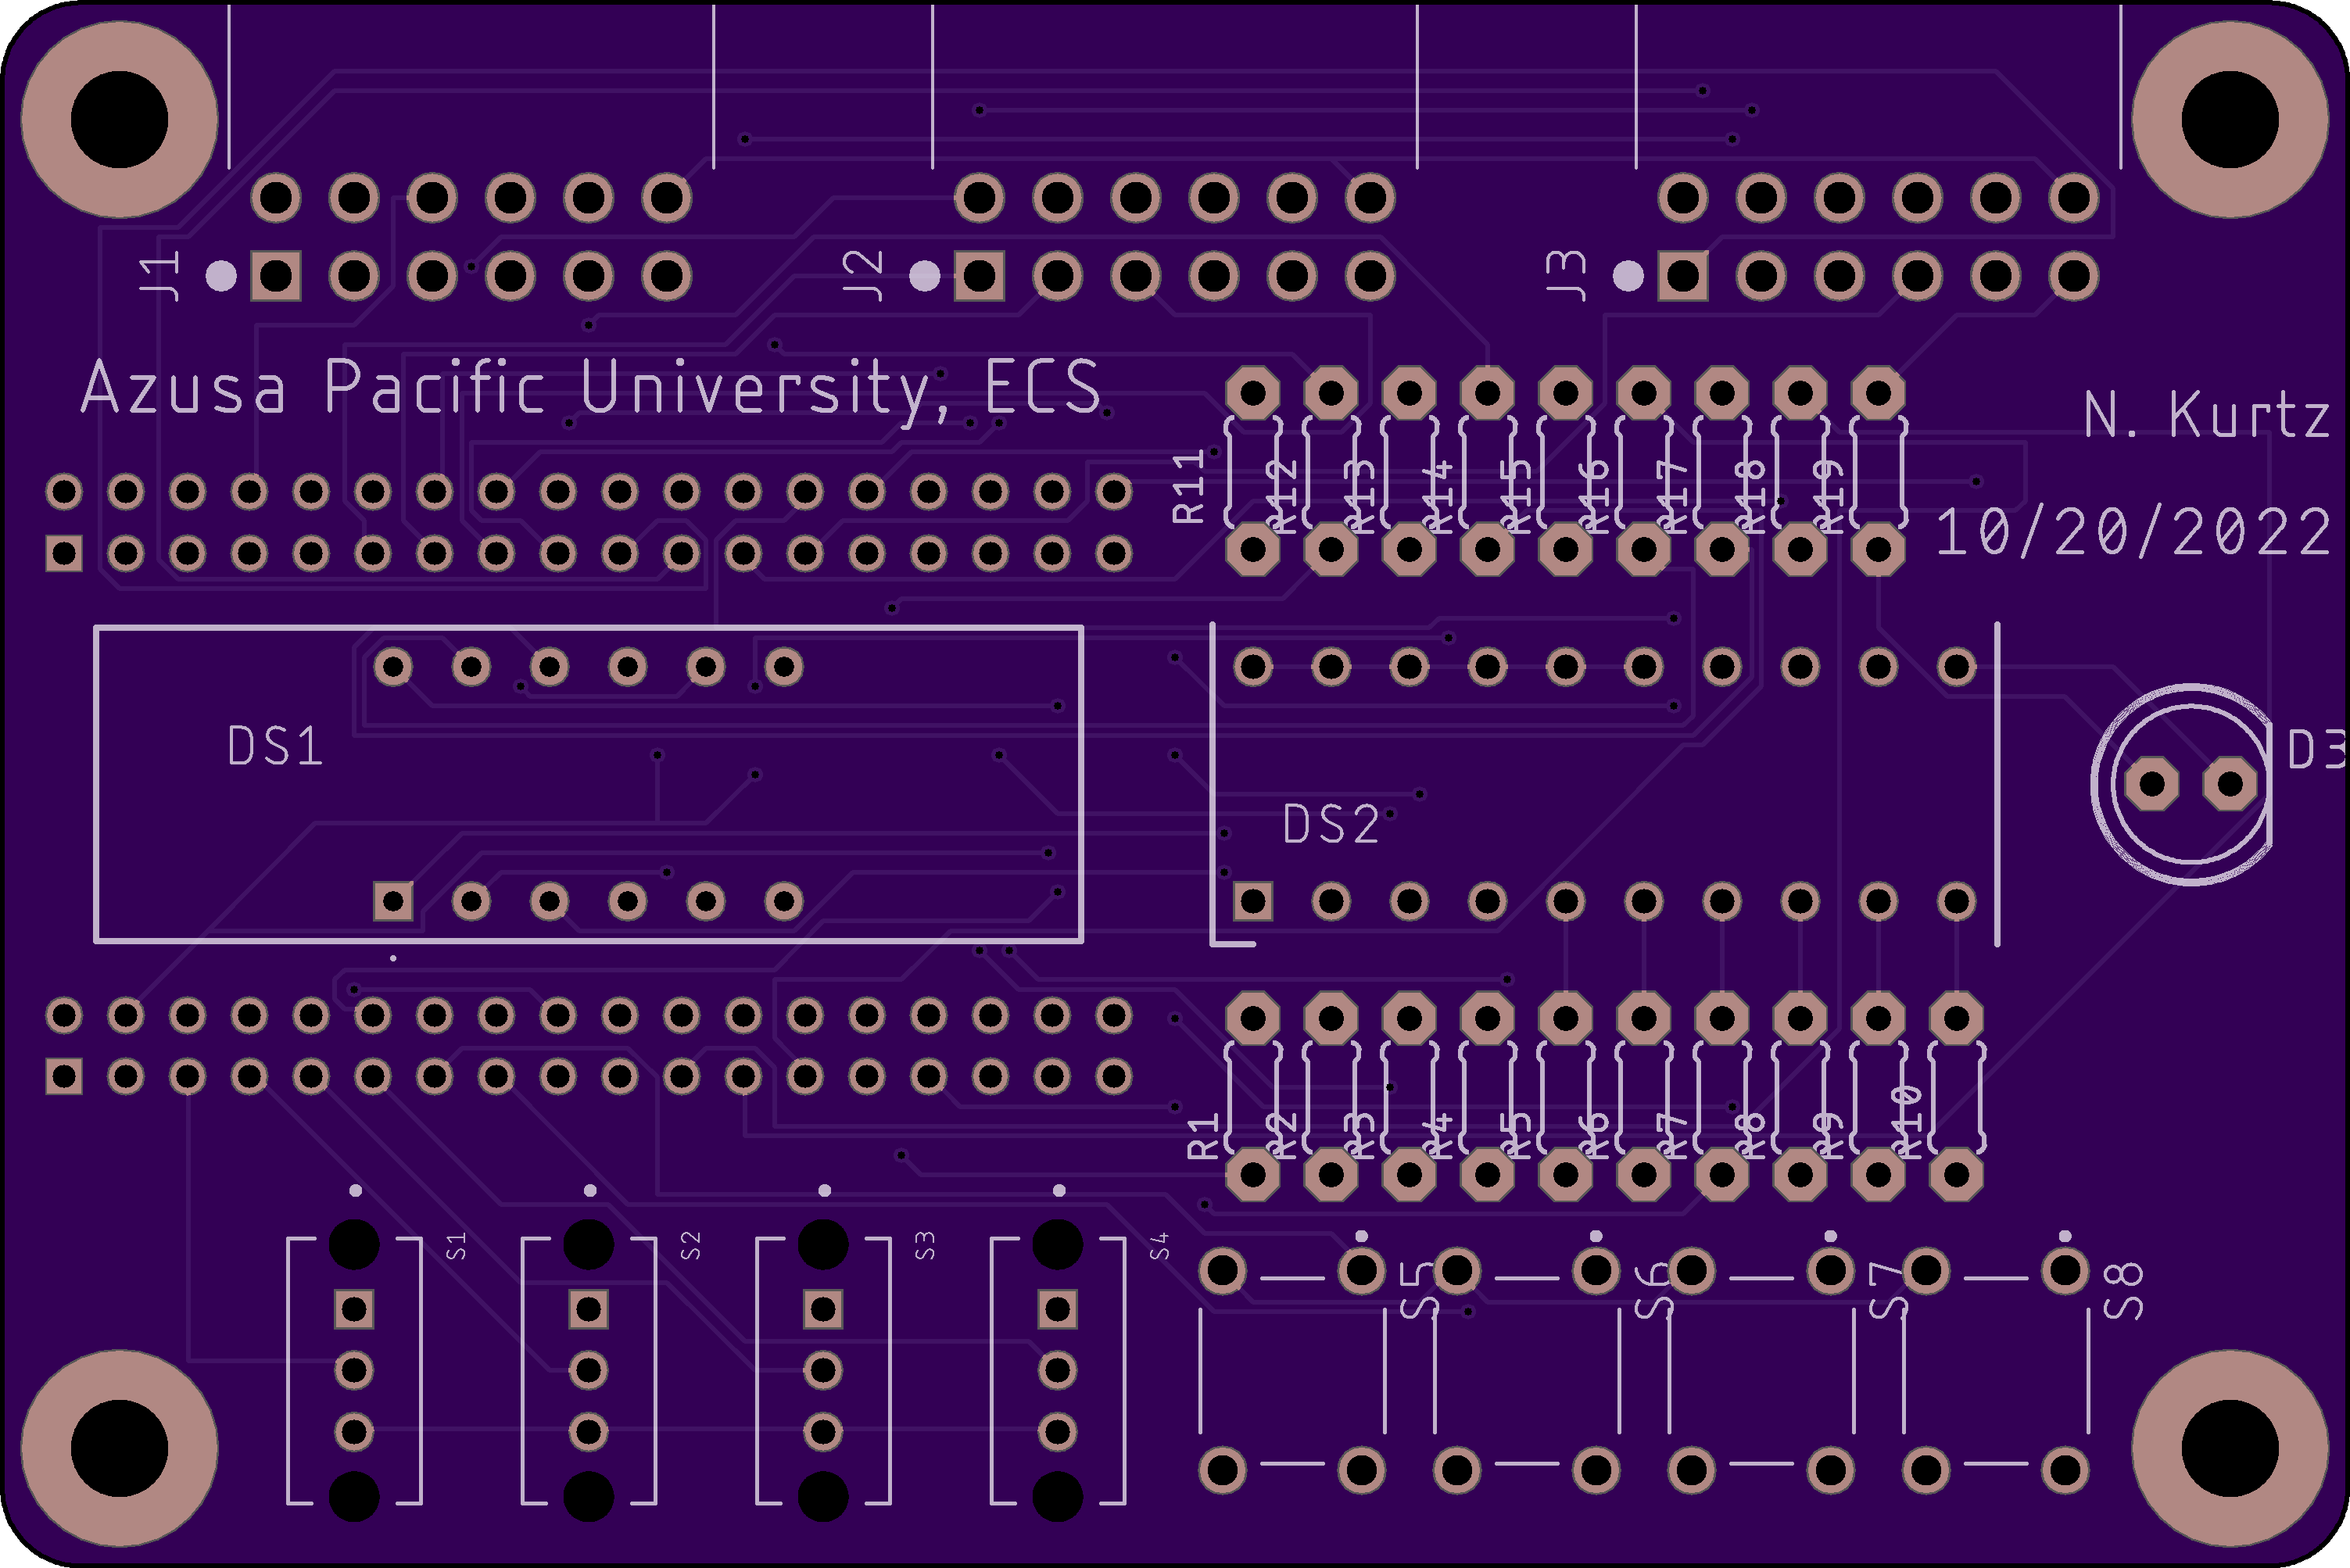 J1
J2
J3
Azusa Pacific University, ECS
N. Kurtz
R11
R12
R13
R14
R15
R16
R17
R18
R19
10/20/2022
DS1
DS2
D3
R1
R2
R3
R4
R5
R6
R7
R8
R9
R10
S1
S2
S3
S4
S5
S6
S7
S8